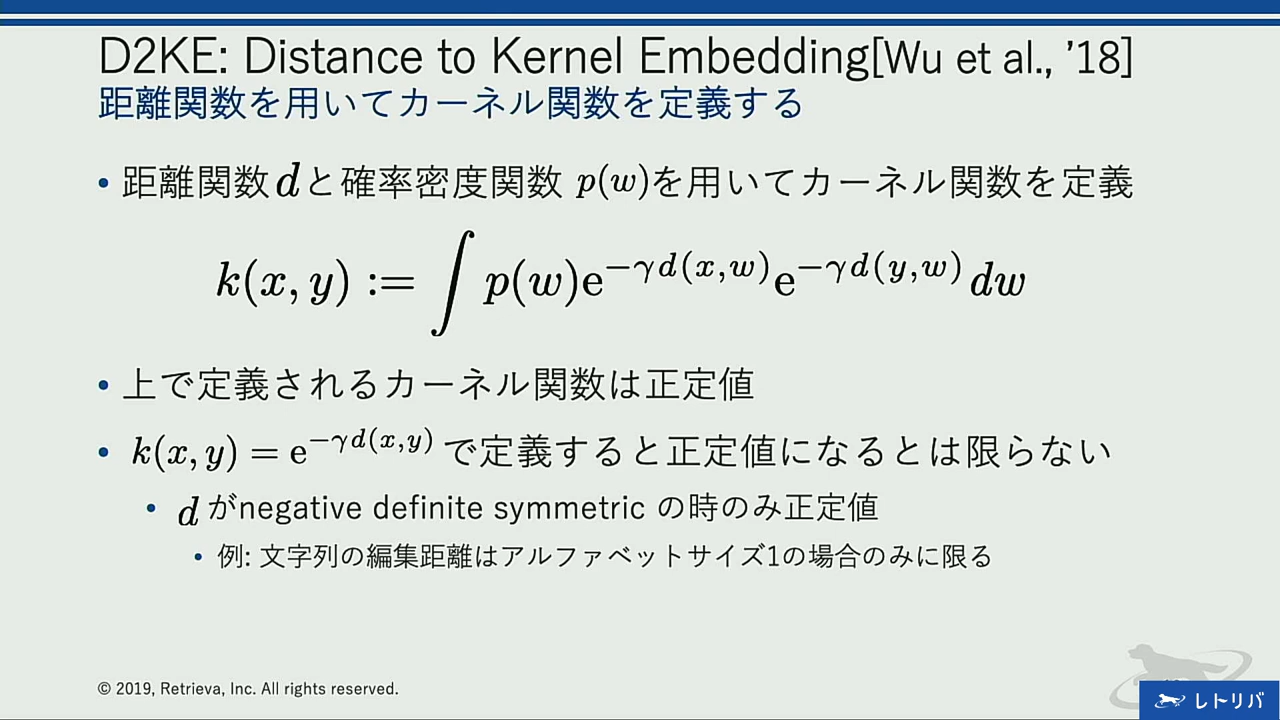 D2KE: Distance to Kernel Embedding[Wu et al., ’18]
距離関数を用いてカーネル関数を定義する
• 距離関数 d と確率密度関数 p(w)を用いてカーネル関数を定義
k(x, y) := ∫ p(w)e^{−γd(x,w)}e^{−γd(y,w)}dw
• 上で定義されるカーネル関数は正定値
• k(x, y) = e^{−γd(x,y)} で定義すると正定値になるとは限らない
• d がnegative definite symmetric の時のみ正定値
• 例: 文字列の編集距離はアルファベットサイズ1の場合のみに限る
© 2019, Retrieva, Inc. All rights reserved.
レトリバ